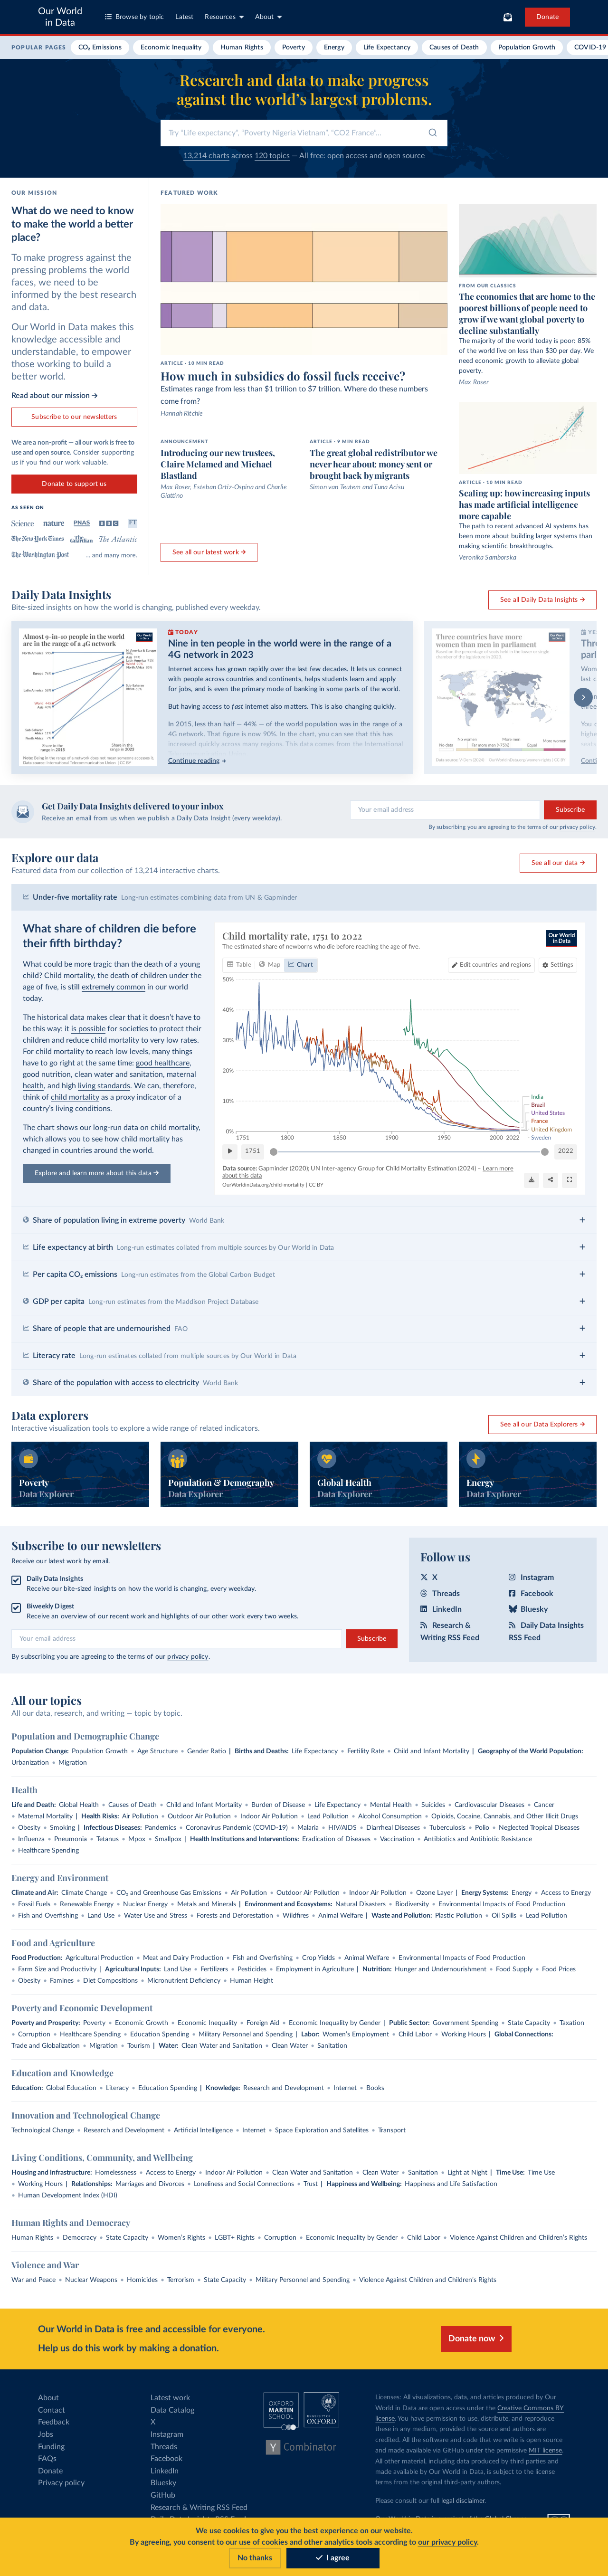 Our World
in Data
Browse by topic
Latest
Resources
About
Donate
POPULAR PAGES
CO₂ Emissions
Economic Inequality
Human Rights
Poverty
Energy
Life Expectancy
Causes of Death
Population Growth
COVID-19
Research and data to make progress
against the world's largest problems.
Try "Life expectancy", "Poverty Nigeria Vietnam", "CO2 France"...
13,214 charts across 120 topics — All free: open access and open source
OUR MISSION
What do we need to know
to make the world a better
place?
To make progress against the
pressing problems the world
faces, we need to be
informed by the best research
and data.
Our World in Data makes this
knowledge accessible and
understandable, to empower
those working to build a
better world.
Read about our mission →
Subscribe to our newsletters
We are a non-profit — all our work is free to
use and open source. Consider supporting
us if you find our work valuable.
Donate to support us
AS SEEN ON
Science
nature
PNAS
BBC
FT
The New York Times
The Guardian
The Atlantic
The Washington Post
... and many more.
FEATURED WORK
ARTICLE · 10 MIN READ
How much in subsidies do fossil fuels receive?
Estimates range from less than $1 trillion to $7 trillion. Where do these numbers
come from?
Hannah Ritchie
ANNOUNCEMENT
Introducing our new trustees,
Claire Melamed and Michael
Blastland
Max Roser, Esteban Ortiz-Ospina and Charlie
Giattino
ARTICLE · 9 MIN READ
The great global redistributor we
never hear about: money sent or
brought back by migrants
Simon van Teutem and Tuna Acisu
See all our latest work →
FROM OUR CLASSICS
The economies that are home to the
poorest billions of people need to
grow if we want global poverty to
decline substantially
The majority of the world today is poor: 85%
of the world live on less than $30 per day. We
need economic growth to alleviate global
poverty.
Max Roser
ARTICLE · 10 MIN READ
Scaling up: how increasing inputs
has made artificial intelligence
more capable
The path to recent advanced AI systems has
been more about building larger systems than
making scientific breakthroughs.
Veronika Samborska
Daily Data Insights
Bite-sized insights on how the world is changing, published every weekday.
See all Daily Data Insights →
Almost 9-in-10 people in the world
are in the range of a 4G network
TODAY
Nine in ten people in the world were in the range of a
4G network in 2023
Internet access has grown rapidly over the last few decades. It lets us connect
with people across countries and continents, helps students learn and apply
for jobs, and is even the primary mode of banking in some parts of the world.
But having access to fast internet also matters. This is also changing quickly.
In 2015, less than half — 44% — of the world population was in the range of a
4G network. That figure is now 90%. In the chart, you can see that this has
increased quickly across many regions. This data comes from the International
Continue reading →
Three countries have more
women than men in parliament
Get Daily Data Insights delivered to your inbox
Receive an email from us when we publish a Daily Data Insight (every weekday).
Your email address
Subscribe
By subscribing you are agreeing to the terms of our privacy policy.
Explore our data
Featured data from our collection of 13,214 interactive charts.
See all our data →
Under-five mortality rate Long-run estimates combining data from UN & Gapminder
What share of children die before
their fifth birthday?
What could be more tragic than the death of a young
child? Child mortality, the death of children under the
age of five, is still extremely common in our world
today.
The historical data makes clear that it doesn't have to
be this way: it is possible for societies to protect their
children and reduce child mortality to very low rates.
For child mortality to reach low levels, many things
have to go right at the same time: good healthcare,
good nutrition, clean water and sanitation, maternal
health, and high living standards. We can, therefore,
think of child mortality as a proxy indicator of a
country's living conditions.
The chart shows our long-run data on child mortality,
which allows you to see how child mortality has
changed in countries around the world.
Explore and learn more about this data →
Child mortality rate, 1751 to 2022
The estimated share of newborns who die before reaching the age of five.
Our World
in Data
Table
Map
Chart
Edit countries and regions
Settings
50%
40%
30%
20%
10%
0%
India
Brazil
United States
France
United Kingdom
Sweden
1751
1800
1850
1900
1950
2000
2022
1751
2022
Data source: Gapminder (2020); UN Inter-agency Group for Child Mortality Estimation (2024) – Learn more
about this data
OurWorldinData.org/child-mortality | CC BY
Share of population living in extreme poverty World Bank
Life expectancy at birth Long-run estimates collated from multiple sources by Our World in Data
Per capita CO₂ emissions Long-run estimates from the Global Carbon Budget
GDP per capita Long-run estimates from the Maddison Project Database
Share of people that are undernourished FAO
Literacy rate Long-run estimates collated from multiple sources by Our World in Data
Share of the population with access to electricity World Bank
Data explorers
Interactive visualization tools to explore a wide range of related indicators.
See all our Data Explorers →
Poverty
Data Explorer
Population & Demography
Data Explorer
Global Health
Data Explorer
Energy
Data Explorer
Subscribe to our newsletters
Receive our latest work by email.
Daily Data Insights
Receive our bite-sized insights on how the world is changing, every weekday.
Biweekly Digest
Receive an overview of our recent work and highlights of our other work every two weeks.
Your email address
Subscribe
By subscribing you are agreeing to the terms of our privacy policy.
Follow us
X
Threads
LinkedIn
Research &
Writing RSS Feed
Instagram
Facebook
Bluesky
Daily Data Insights
RSS Feed
All our topics
All our data, research, and writing — topic by topic.
Population and Demographic Change
Population Change: Population Growth • Age Structure • Gender Ratio | Births and Deaths: Life Expectancy • Fertility Rate • Child and Infant Mortality | Geography of the World Population:
Urbanization • Migration
Health
Life and Death: Global Health • Causes of Death • Child and Infant Mortality • Burden of Disease • Life Expectancy • Mental Health • Suicides • Cardiovascular Diseases • Cancer
• Maternal Mortality | Health Risks: Air Pollution • Outdoor Air Pollution • Indoor Air Pollution • Lead Pollution • Alcohol Consumption • Opioids, Cocaine, Cannabis, and Other Illicit Drugs
• Obesity • Smoking | Infectious Diseases: Pandemics • Coronavirus Pandemic (COVID-19) • Malaria • HIV/AIDS • Diarrheal Diseases • Tuberculosis • Polio • Neglected Tropical Diseases
• Influenza • Pneumonia • Tetanus • Mpox • Smallpox | Health Institutions and Interventions: Eradication of Diseases • Vaccination • Antibiotics and Antibiotic Resistance
• Healthcare Spending
Energy and Environment
Climate and Air: Climate Change • CO₂ and Greenhouse Gas Emissions • Air Pollution • Outdoor Air Pollution • Indoor Air Pollution • Ozone Layer | Energy Systems: Energy • Access to Energy
• Fossil Fuels • Renewable Energy • Nuclear Energy • Metals and Minerals | Environment and Ecosystems: Natural Disasters • Biodiversity • Environmental Impacts of Food Production
• Fish and Overfishing • Land Use • Water Use and Stress • Forests and Deforestation • Wildfires • Animal Welfare | Waste and Pollution: Plastic Pollution • Oil Spills • Lead Pollution
Food and Agriculture
Food Production: Agricultural Production • Meat and Dairy Production • Fish and Overfishing • Crop Yields • Animal Welfare • Environmental Impacts of Food Production
• Farm Size and Productivity | Agricultural Inputs: Land Use • Fertilizers • Pesticides • Employment in Agriculture | Nutrition: Hunger and Undernourishment • Food Supply • Food Prices
• Obesity • Famines • Diet Compositions • Micronutrient Deficiency • Human Height
Poverty and Economic Development
Poverty and Prosperity: Poverty • Economic Growth • Economic Inequality • Foreign Aid • Economic Inequality by Gender | Public Sector: Government Spending • State Capacity • Taxation
• Corruption • Healthcare Spending • Education Spending • Military Personnel and Spending | Labor: Women's Employment • Child Labor • Working Hours | Global Connections:
Trade and Globalization • Migration • Tourism | Water: Clean Water and Sanitation • Clean Water • Sanitation
Education and Knowledge
Education: Global Education • Literacy • Education Spending | Knowledge: Research and Development • Internet • Books
Innovation and Technological Change
Technological Change • Research and Development • Artificial Intelligence • Internet • Space Exploration and Satellites • Transport
Living Conditions, Community, and Wellbeing
Housing and Infrastructure: Homelessness • Access to Energy • Indoor Air Pollution • Clean Water and Sanitation • Clean Water • Sanitation • Light at Night | Time Use: Time Use
• Working Hours | Relationships: Marriages and Divorces • Loneliness and Social Connections • Trust | Happiness and Wellbeing: Happiness and Life Satisfaction
• Human Development Index (HDI)
Human Rights and Democracy
Human Rights • Democracy • State Capacity • Women's Rights • LGBT+ Rights • Corruption • Economic Inequality by Gender • Child Labor • Violence Against Children and Children's Rights
Violence and War
War and Peace • Nuclear Weapons • Homicides • Terrorism • State Capacity • Military Personnel and Spending • Violence Against Children and Children's Rights
Our World in Data is free and accessible for everyone.
Help us do this work by making a donation.
Donate now
About
Contact
Feedback
Jobs
Funding
FAQs
Donate
Privacy policy
Latest work
Data Catalog
X
Instagram
Threads
Facebook
LinkedIn
Bluesky
GitHub
Research & Writing RSS Feed
OXFORD
MARTIN
SCHOOL
UNIVERSITY OF
OXFORD
Y Combinator
Licenses: All visualizations, data, and articles produced by Our
World in Data are open access under the Creative Commons BY
license. You have permission to use, distribute, and reproduce
these in any medium, provided the source and authors are
credited. All the software and code that we write is open source
and made available via GitHub under the permissive MIT license.
All other material, including data produced by third parties and
made available by Our World in Data, is subject to the license
terms from the original third-party authors.
Please consult our full legal disclaimer.
We use cookies to give you the best experience on our website.
By agreeing, you consent to our use of cookies and other analytics tools according to our privacy policy.
No thanks
I agree